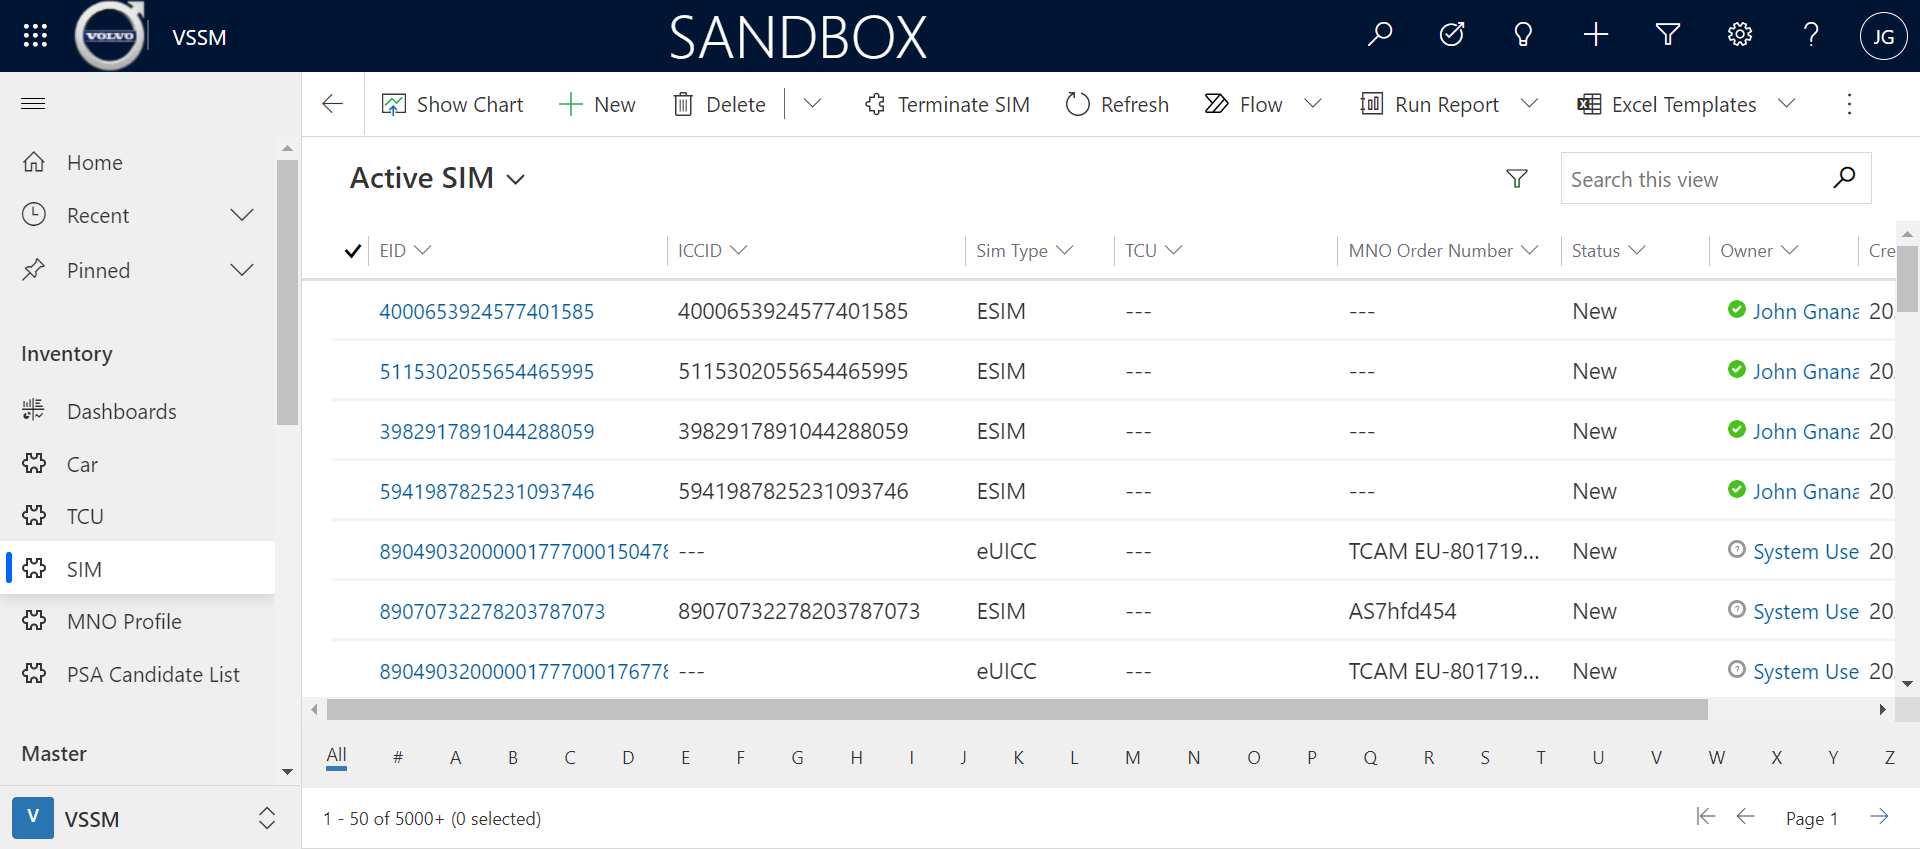 VOLVO
VSSM
SANDBOX
JG
Show Chart
New
Delete
Terminate SIM
Refresh
Flow
Run Report
Excel Templates
Home
Recent
Pinned
Inventory
Dashboards
Car
TCU
SIM
MNO Profile
PSA Candidate List
Master
V
VSSM
Active SIM
Search this view
EID ICCID Sim Type TCU MNO Order Number Status Owner Cre
4000653924577401585 4000653924577401585 ESIM --- --- New John Gnana 20
5115302055654465995 5115302055654465995 ESIM --- --- New John Gnana 20
3982917891044288059 3982917891044288059 ESIM --- --- New John Gnana 20
5941987825231093746 5941987825231093746 ESIM --- --- New John Gnana 20
89049032000001777000150478 --- eUICC --- TCAM EU-801719... New System Use 20
89070732278203787073 89070732278203787073 ESIM --- AS7hfd454 New System Use 20
89049032000001777000176778 --- eUICC --- TCAM EU-801719... New System Use 20
All # A B C D E F G H I J K L M N O P Q R S T U V W X Y Z
1 - 50 of 5000+ (0 selected)
Page 1